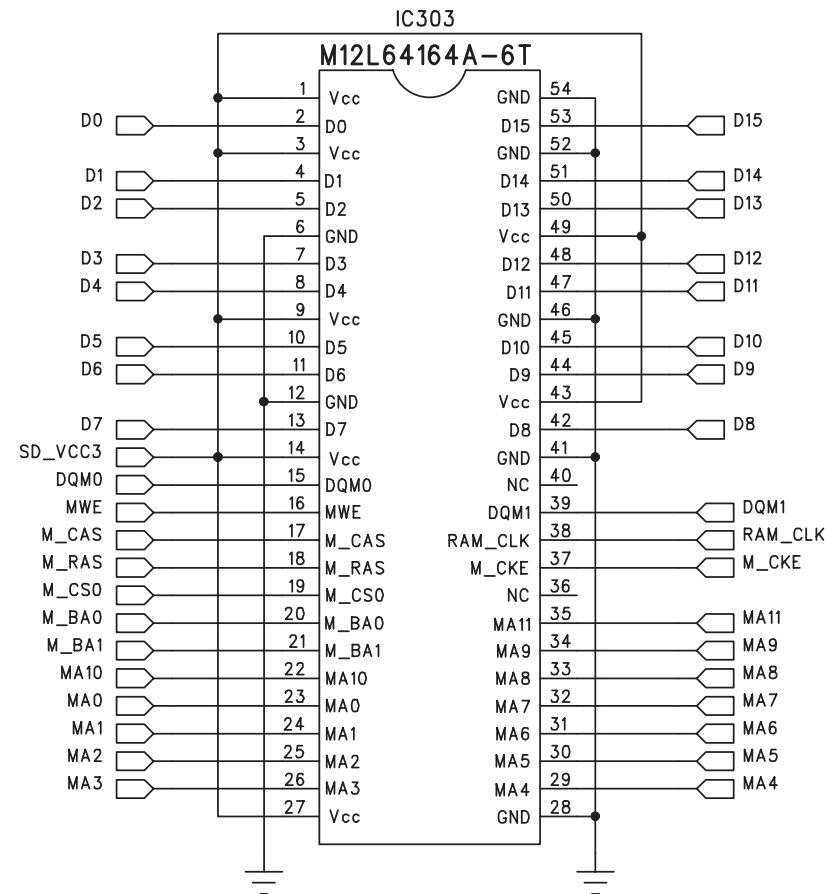 IC303
M12L64164A-6T
1 Vcc GND 54
D0 2 D0 D15 53 D15
3 Vcc GND 52
D1 4 D1 D14 51 D14
D2 5 D2 D13 50 D13
6 GND Vcc 49
D3 7 D3 D12 48 D12
D4 8 D4 D11 47 D11
9 Vcc GND 46
D5 10 D5 D10 45 D10
D6 11 D6 D9 44 D9
12 GND Vcc 43
D7 13 D7 D8 42 D8
SD_VCC3 14 Vcc GND 41
DQM0 15 DQM0 NC 40
MWE 16 MWE DQM1 39 DQM1
M_CAS 17 M_CAS RAM_CLK 38 RAM_CLK
M_RAS 18 M_RAS M_CKE 37 M_CKE
M_CS0 19 M_CS0 NC 36
M_BA0 20 M_BA0 MA11 35 MA11
M_BA1 21 M_BA1 MA9 34 MA9
MA10 22 MA10 MA8 33 MA8
MA0 23 MA0 MA7 32 MA7
MA1 24 MA1 MA6 31 MA6
MA2 25 MA2 MA5 30 MA5
MA3 26 MA3 MA4 29 MA4
27 Vcc GND 28